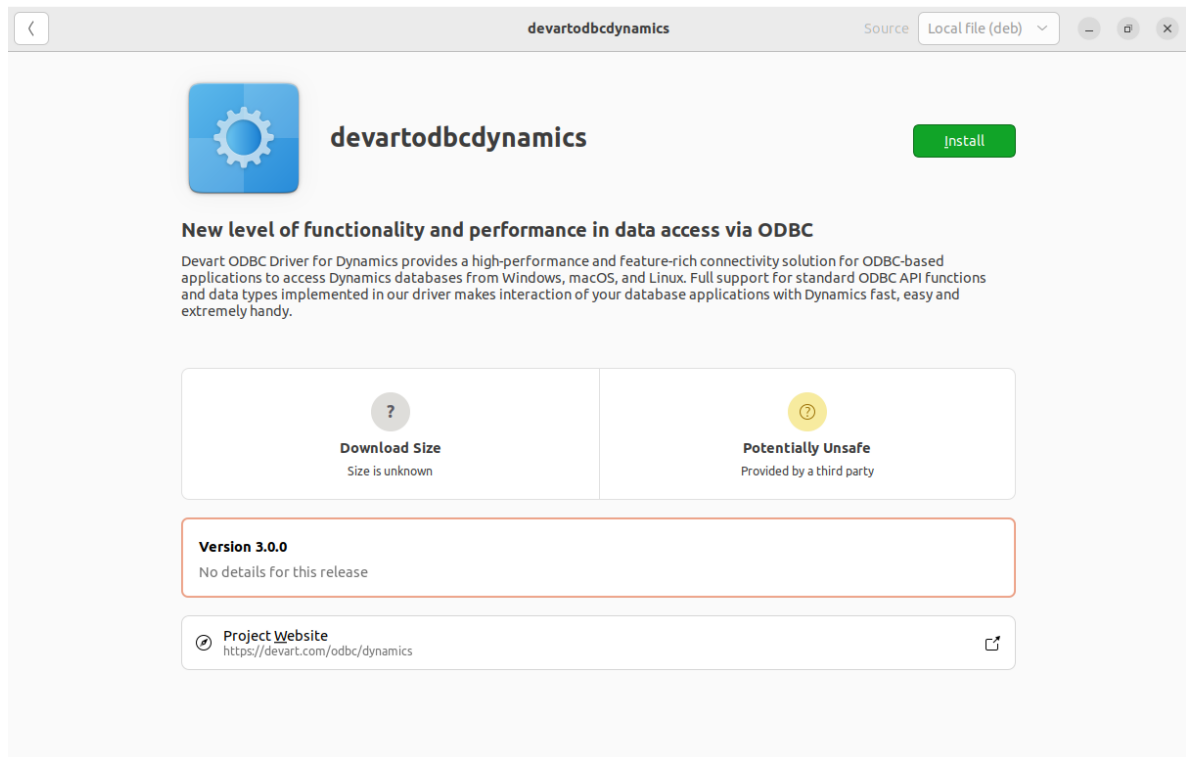 devartodbcdynamics
Source
Local file (deb)
devartodbcdynamics
Install
New level of functionality and performance in data access via ODBC
Devart ODBC Driver for Dynamics provides a high-performance and feature-rich connectivity solution for ODBC-based
applications to access Dynamics databases from Windows, macOS, and Linux. Full support for standard ODBC API functions
and data types implemented in our driver makes interaction of your database applications with Dynamics fast, easy and
extremely handy.
?
?
Download Size
Potentially Unsafe
Size is unknown
Provided by a third party
Version 3.0.0
No details for this release
Project Website
https://devart.com/odbc/dynamics